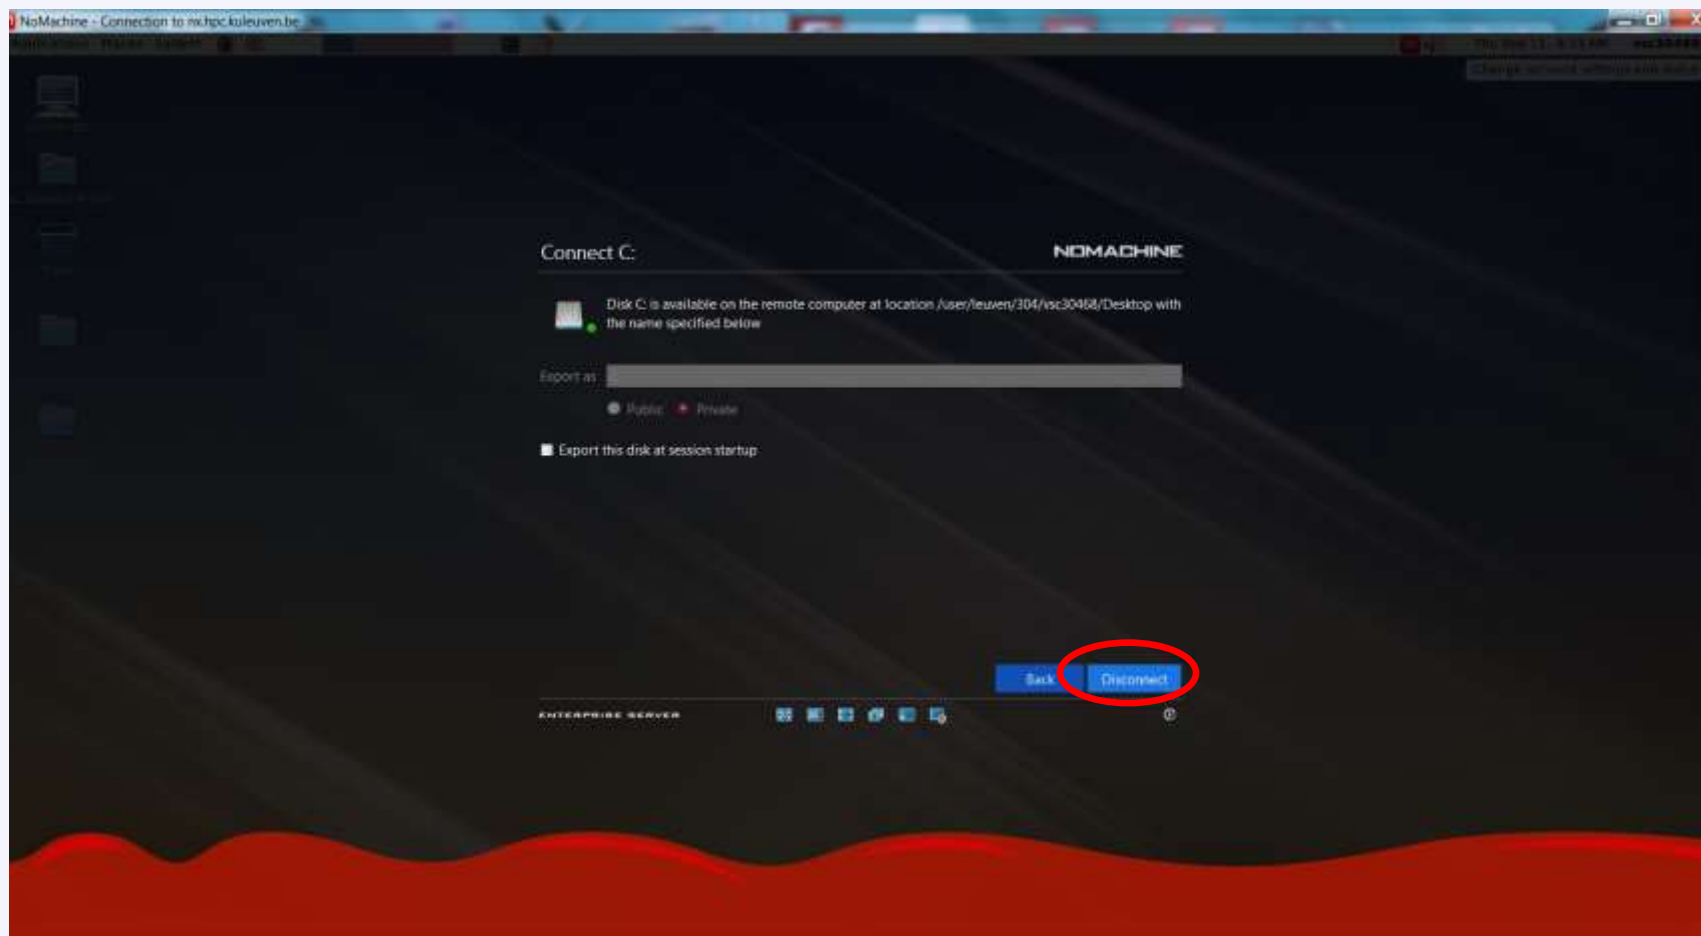 NoMachine - Connection to nx.hpc.kuleuven.be
Connect C:
NOMACHINE
Disk C: is available on the remote computer at location /user/leuven/304/vsc30468/Desktop with
the name specified below
Export as
Public Private
Export this disk at session startup
Back Disconnect
ENTERPRISE SERVER